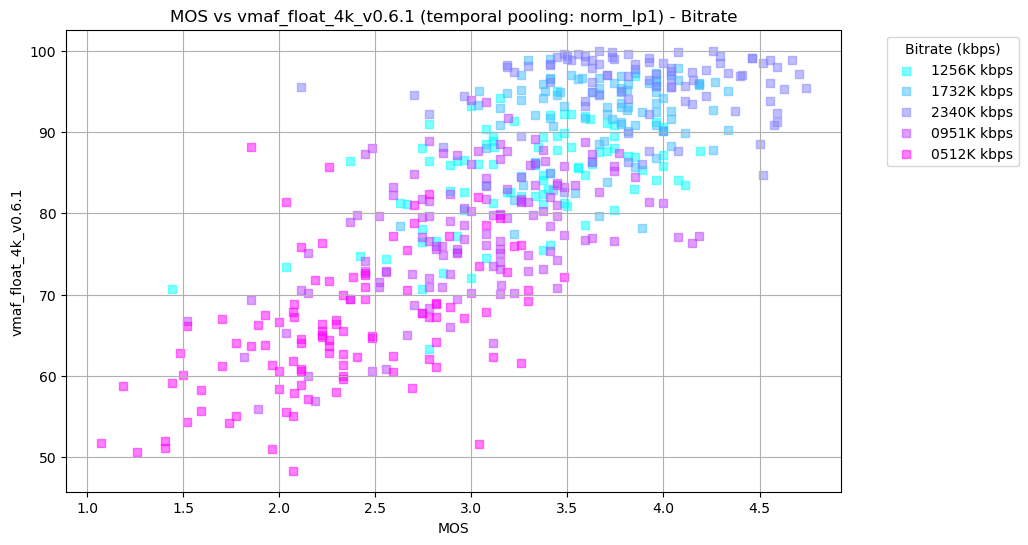 MOS vs vmaf_float_4k_v0.6.1 (temporal pooling: norm_lp1) - Bitrate
100
90
80
70
60
50
vmaf_float_4k_v0.6.1
1.0 1.5 2.0 2.5 3.0 3.5 4.0 4.5
MOS
Bitrate (kbps)
1256K kbps
1732K kbps
2340K kbps
0951K kbps
0512K kbps